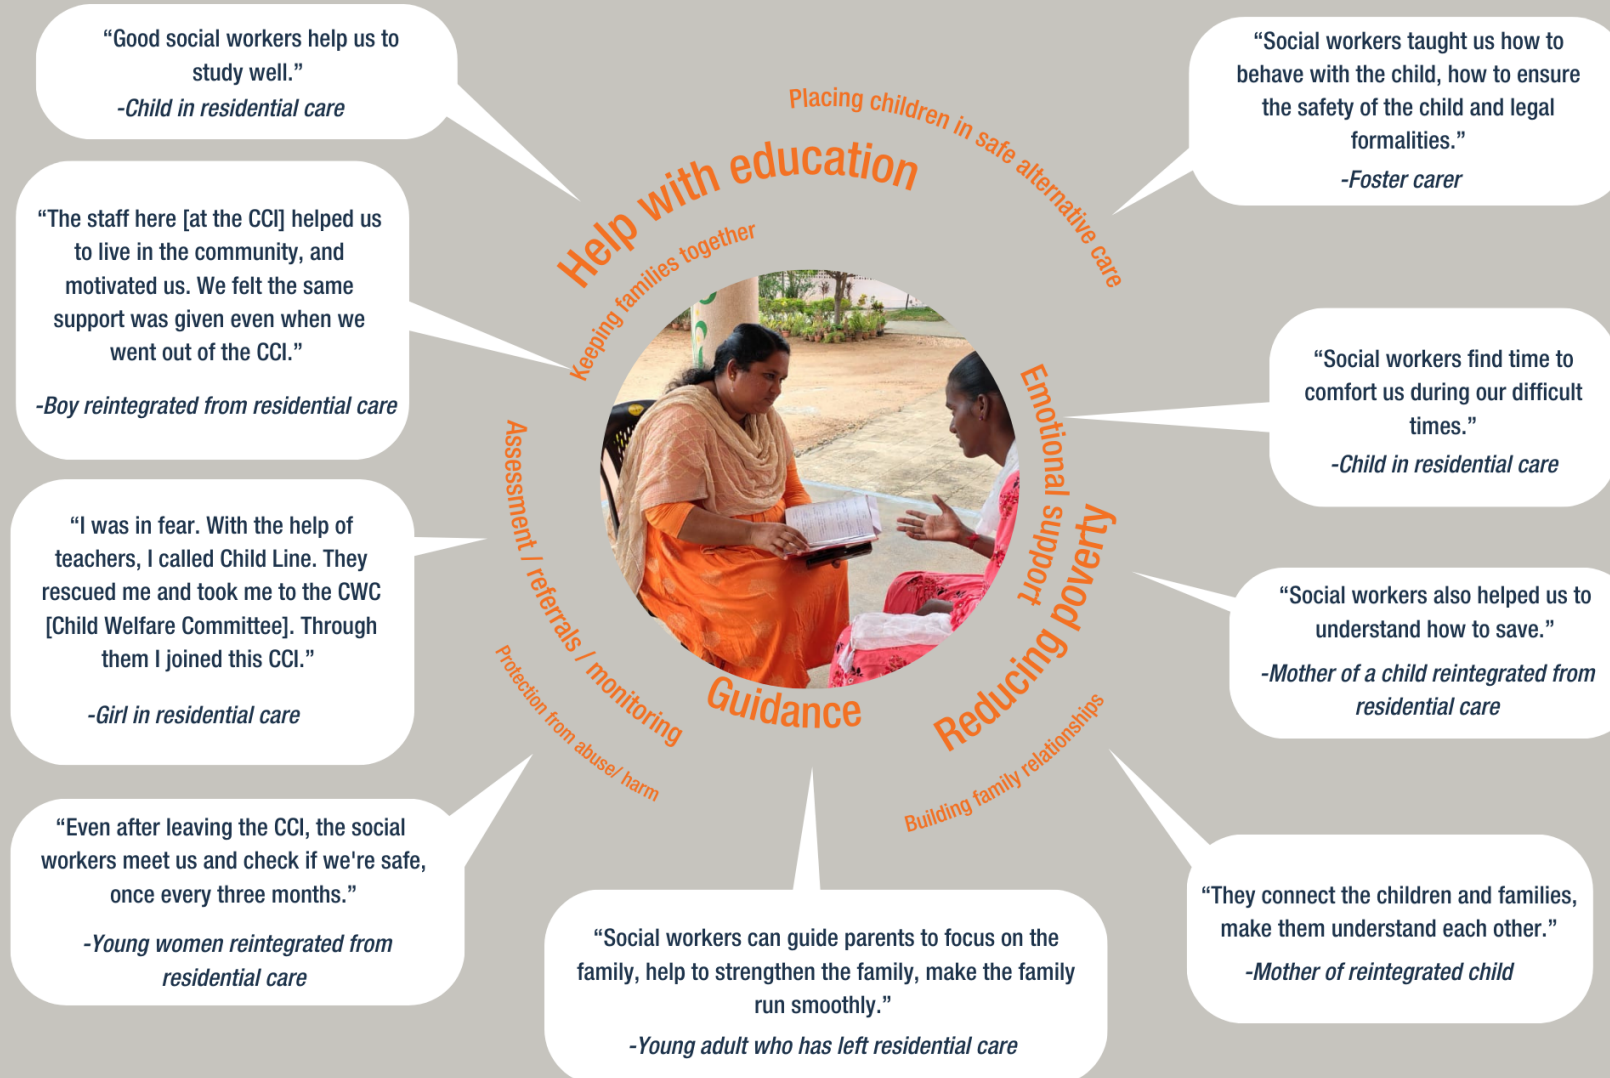 “Good social workers help us to
study well.”
-Child in residential care
“The staff here [at the CCI] helped us
to live in the community, and
motivated us. We felt the same
support was given even when we
went out of the CCI.”
-Boy reintegrated from residential care
“I was in fear. With the help of
teachers, I called Child Line. They
rescued me and took me to the CWC
[Child Welfare Committee]. Through
them I joined this CCI.”
-Girl in residential care
“Even after leaving the CCI, the social
workers meet us and check if we're safe,
once every three months.”
-Young women reintegrated from
residential care
Placing children in safe alternative care
Help with education
Keeping families together
Emotional support
Reducing poverty
Assessment / referrals / monitoring
Protection from abuse/ harm
Guidance
Building family relationships
“Social workers can guide parents to focus on the
family, help to strengthen the family, make the family
run smoothly.”
-Young adult who has left residential care
“Social workers taught us how to
behave with the child, how to ensure
the safety of the child and legal
formalities.”
-Foster carer
“Social workers find time to
comfort us during our difficult
times.”
-Child in residential care
“Social workers also helped us to
understand how to save.”
-Mother of a child reintegrated from
residential care
“They connect the children and families,
make them understand each other.”
-Mother of reintegrated child